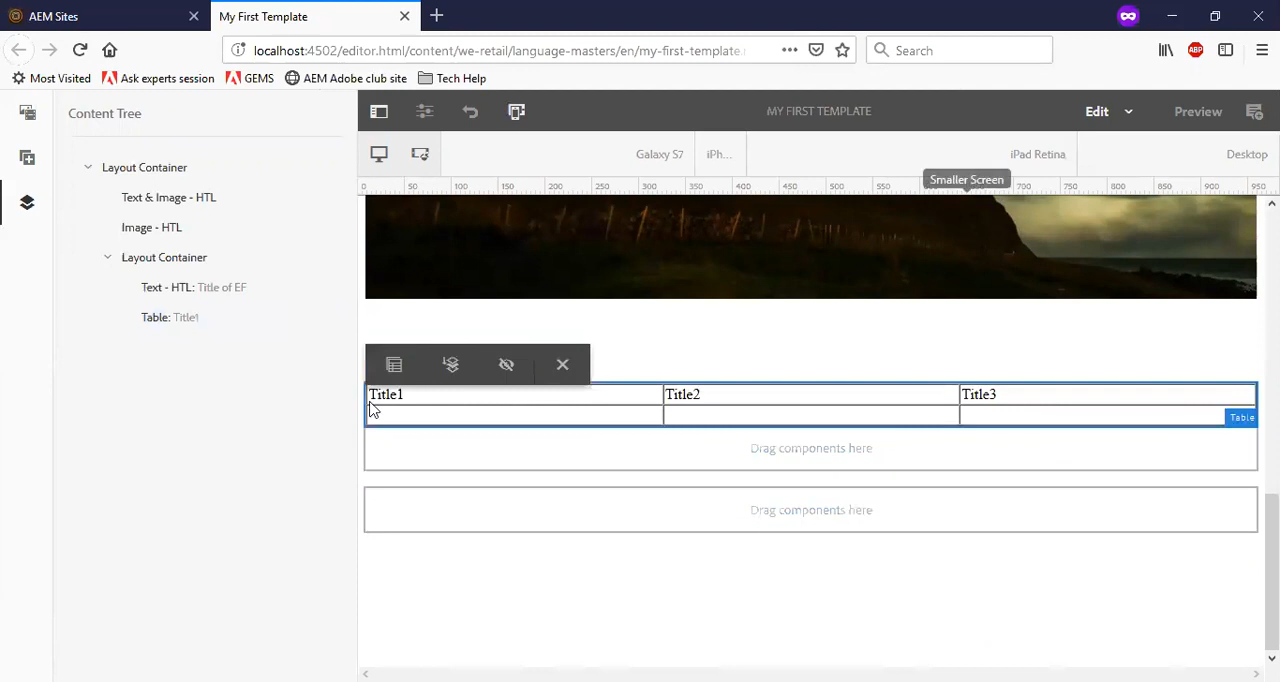 AEM Sites
My First Template
localhost:4502/editor.html/content/we-retail/language-masters/en/my-first-template.
Search
ABP
Most Visited
Ask experts session
GEMS
AEM Adobe club site
Tech Help
Content Tree
MY FIRST TEMPLATE
Edit
Preview
Galaxy S7
iPh...
iPad Retina
Desktop
Smaller Screen
0 50 100 150 200 250 300 350 400 450 500 550 600 650 700 750 800 850 900 950
Layout Container
Text & Image - HTL
Image - HTL
Layout Container
Text - HTL: Title of EF
Table: Title1
Title1 Title2 Title3
Table
Drag components here
Drag components here